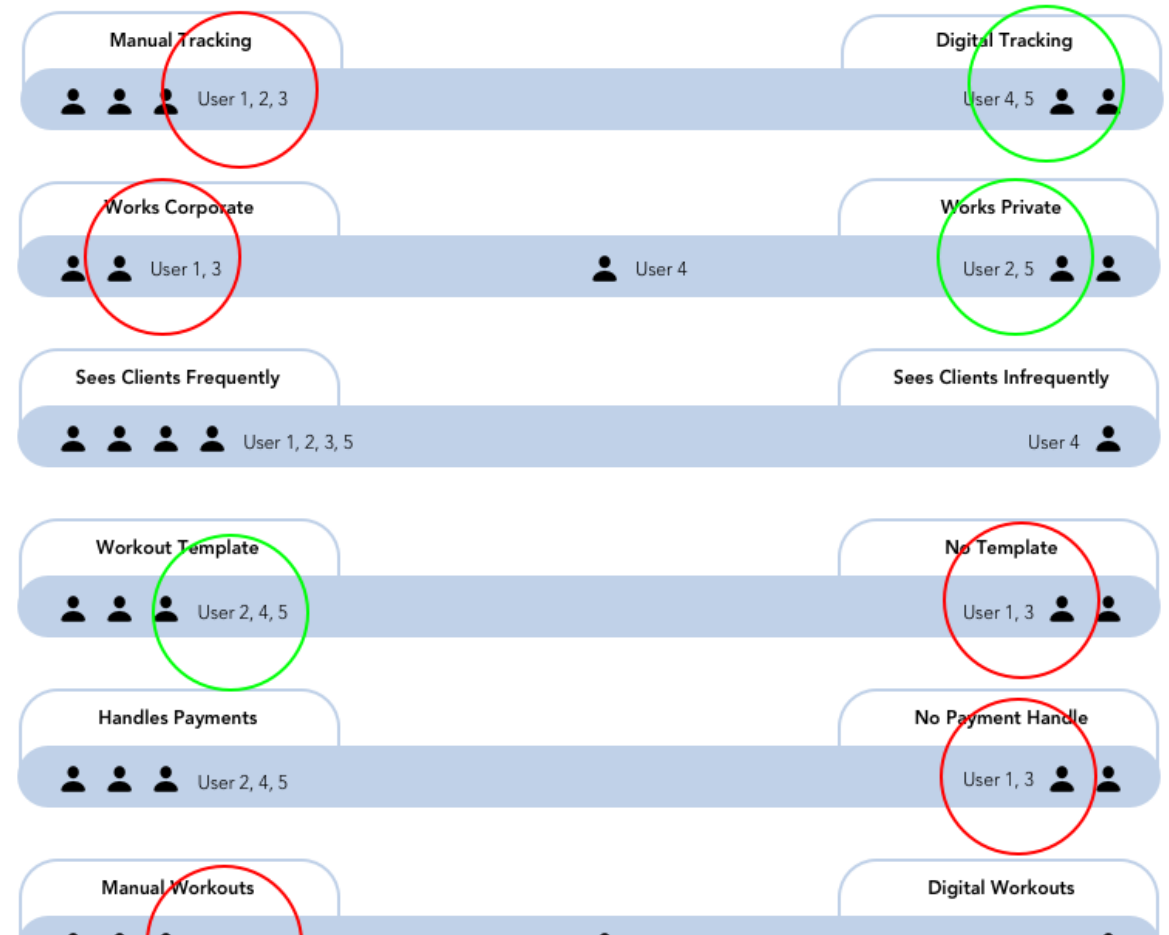 Manual Tracking
Digital Tracking
User 1, 2, 3
User 4, 5
Works Corporate
Works Private
User 1, 3
User 4
User 2, 5
Sees Clients Frequently
Sees Clients Infrequently
User 1, 2, 3, 5
User 4
Workout Template
No Template
User 2, 4, 5
User 1, 3
Handles Payments
No Payment Handle
User 2, 4, 5
User 1, 3
Manual Workouts
Digital Workouts